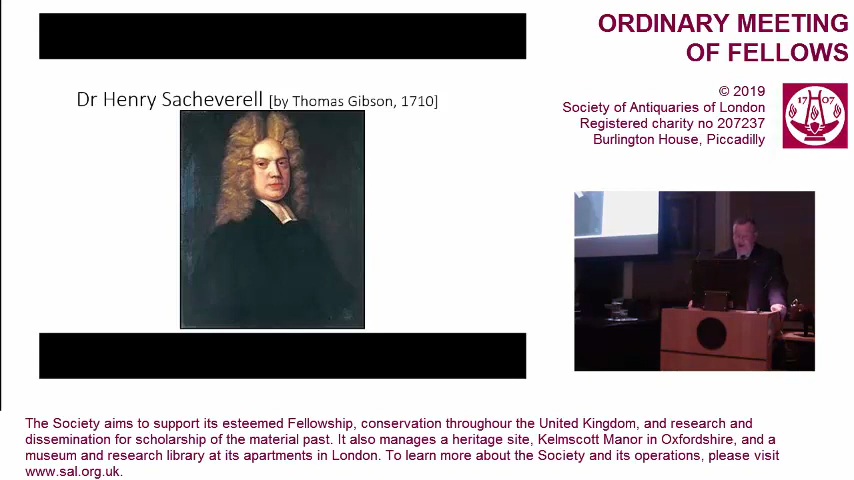 ORDINARY MEETING
OF FELLOWS
© 2019
Society of Antiquaries of London
Registered charity no 207237
Burlington House, Piccadilly
17 07
Dr Henry Sacheverell [by Thomas Gibson, 1710]
The Society aims to support its esteemed Fellowship, conservation throughour the United Kingdom, and research and
dissemination for scholarship of the material past. It also manages a heritage site, Kelmscott Manor in Oxfordshire, and a
museum and research library at its apartments in London. To learn more about the Society and its operations, please visit
www.sal.org.uk.